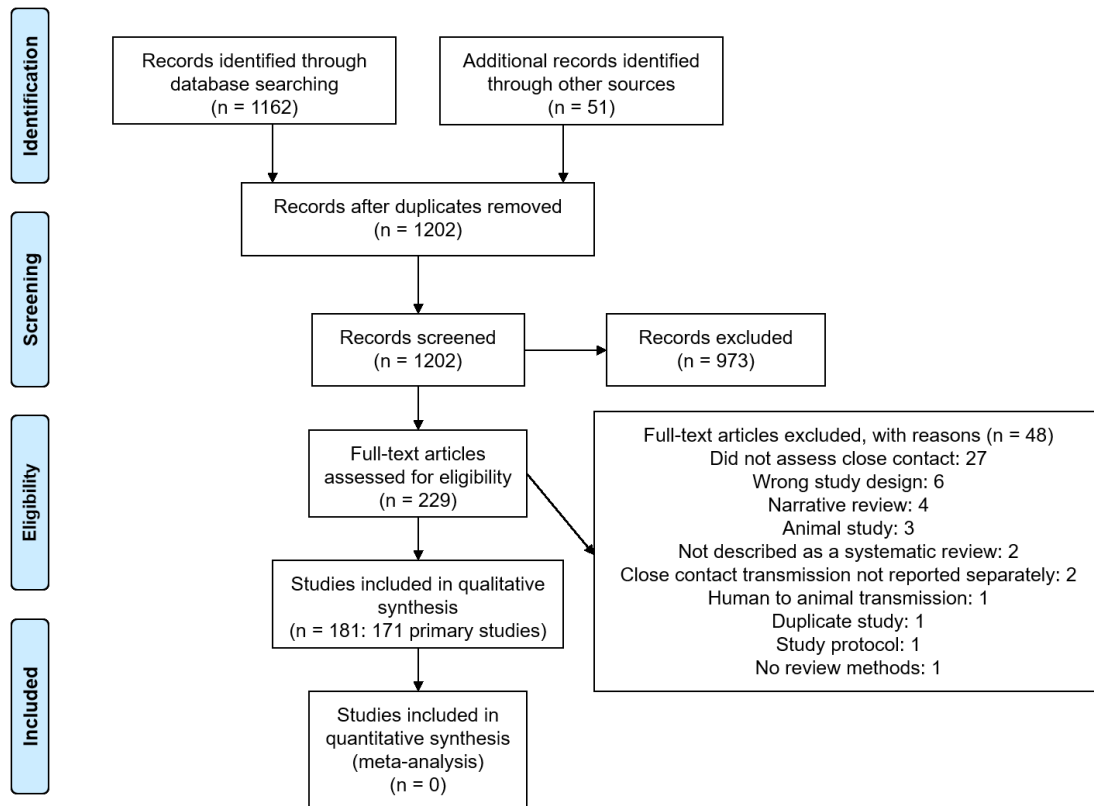 Identification
Records identified through
database searching
(n = 1162)
Additional records identified
through other sources
(n = 51)
Records after duplicates removed
(n = 1202)
Screening
Records screened
(n = 1202)
Records excluded
(n = 973)
Eligibility
Full-text articles
assessed for eligibility
(n = 229)
Full-text articles excluded, with reasons (n = 48)
Did not assess close contact: 27
Wrong study design: 6
Narrative review: 4
Animal study: 3
Not described as a systematic review: 2
Close contact transmission not reported separately: 2
Human to animal transmission: 1
Duplicate study: 1
Study protocol: 1
No review methods: 1
Studies included in qualitative
synthesis
(n = 181: 171 primary studies)
Included
Studies included in
quantitative synthesis
(meta-analysis)
(n = 0)